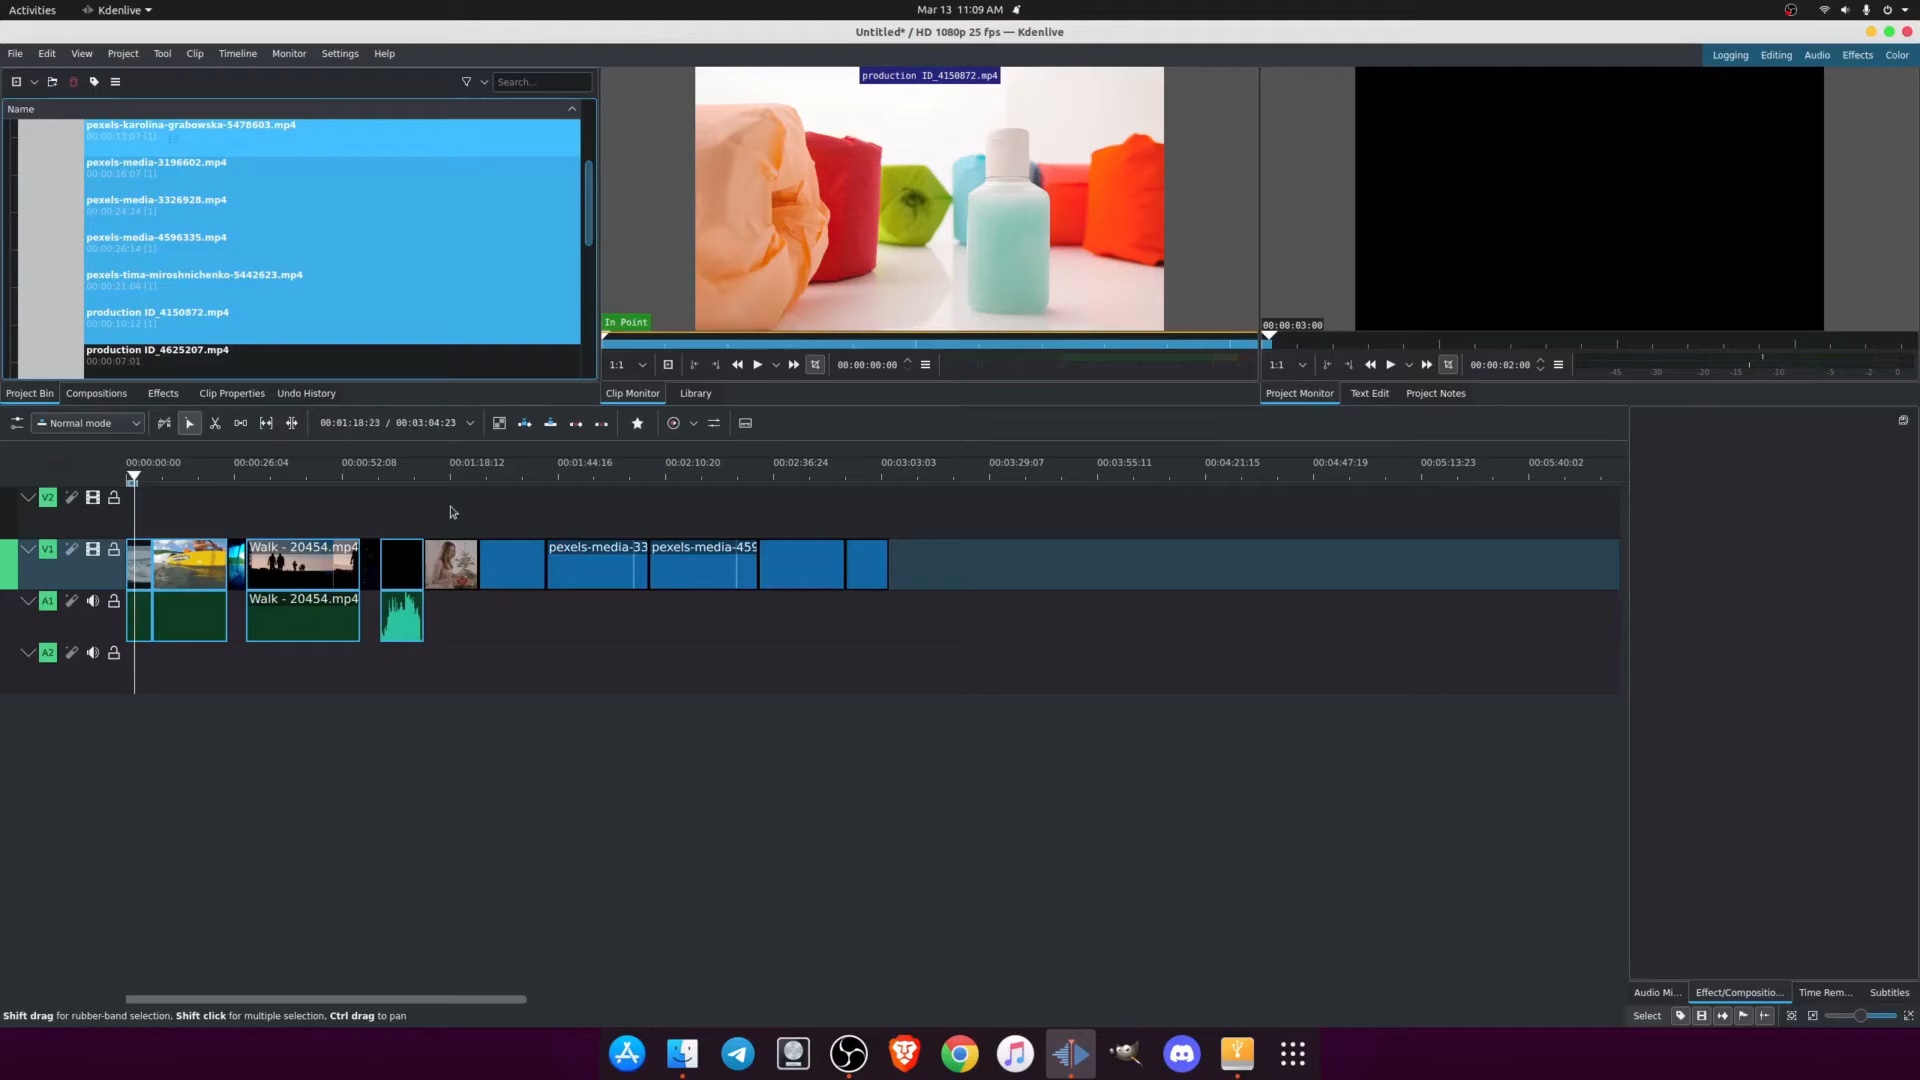 Activities
Kdenlive
Mar 13 11:09 AM
Untitled* / HD 1080p 25 fps — Kdenlive
File Edit View Project Tool Clip Timeline Monitor Settings Help
Logging Editing Audio Effects Color
Search...
Name
pexels-karolina-grabowska-5478603.mp4
00:00:13:07 [1]
pexels-media-3196602.mp4
00:00:16:07 [1]
pexels-media-3326928.mp4
00:00:24:24 [1]
pexels-media-4596335.mp4
00:00:26:14 [1]
pexels-tima-miroshnichenko-5442623.mp4
00:00:21:04 [1]
production ID_4150872.mp4
00:00:10:12 [1]
production ID_4625207.mp4
00:00:07:01
production ID_4150872.mp4
In Point
1:1
00:00:00:00
00:00:03:00
1:1
00:00:02:00
-45 -30 -20 -15 -10 -5 -2 0
Project Bin Compositions Effects Clip Properties Undo History
Clip Monitor Library
Project Monitor Text Edit Project Notes
Normal mode
00:01:18:23 / 00:03:04:23
00:00:00:00 00:00:26:04 00:00:52:08 00:01:18:12 00:01:44:16 00:02:10:20 00:02:36:24 00:03:03:03 00:03:29:07 00:03:55:11 00:04:21:15 00:04:47:19 00:05:13:23 00:05:40:02
V2
V1
Walk - 20454.mp4
pexels-media-33
pexels-media-459
A1
Walk - 20454.mp4
A2
Audio Mi... Effect/Compositio... Time Rem... Subtitles
Shift drag for rubber-band selection, Shift click for multiple selection, Ctrl drag to pan
Select